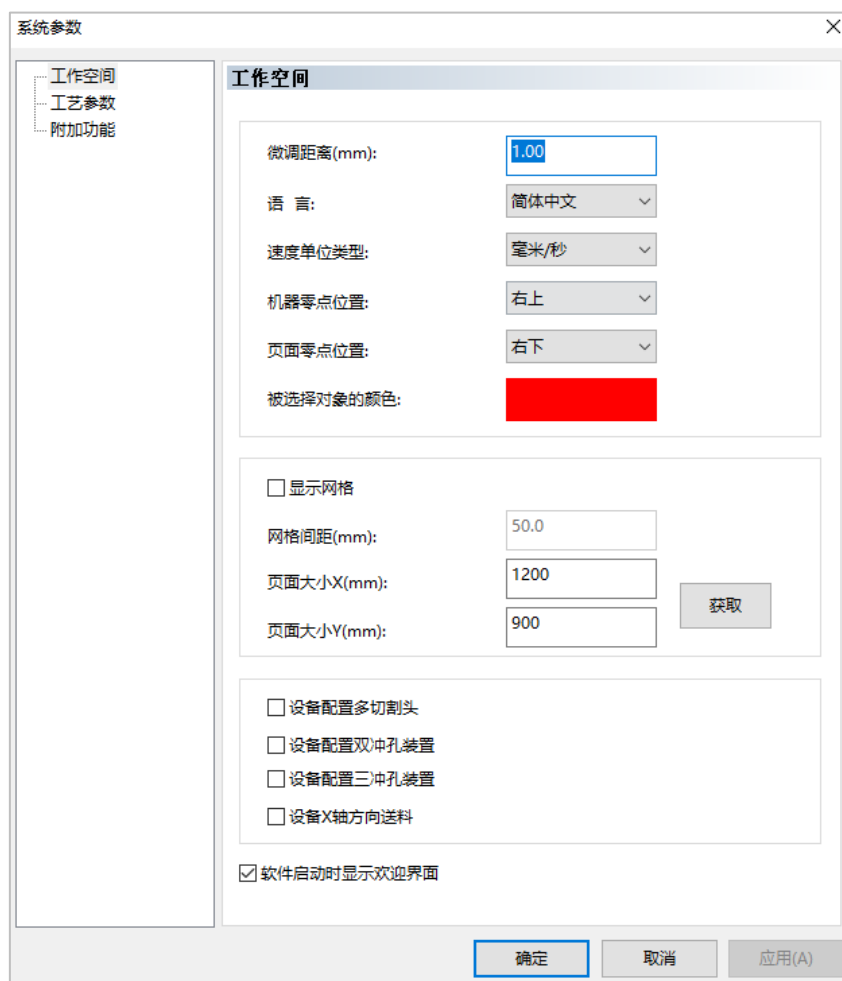 系统参数
工作空间
工艺参数
附加功能
工作空间
微调距离(mm): 1.00
语 言: 简体中文
速度单位类型: 毫米/秒
机器零点位置: 右上
页面零点位置: 右下
被选择对象的颜色:
显示网格
网格间距(mm): 50.0
页面大小X(mm): 1200
获取
页面大小Y(mm): 900
设备配置多切割头
设备配置双冲孔装置
设备配置三冲孔装置
设备X轴方向送料
软件启动时显示欢迎界面
确定 取消 应用(A)